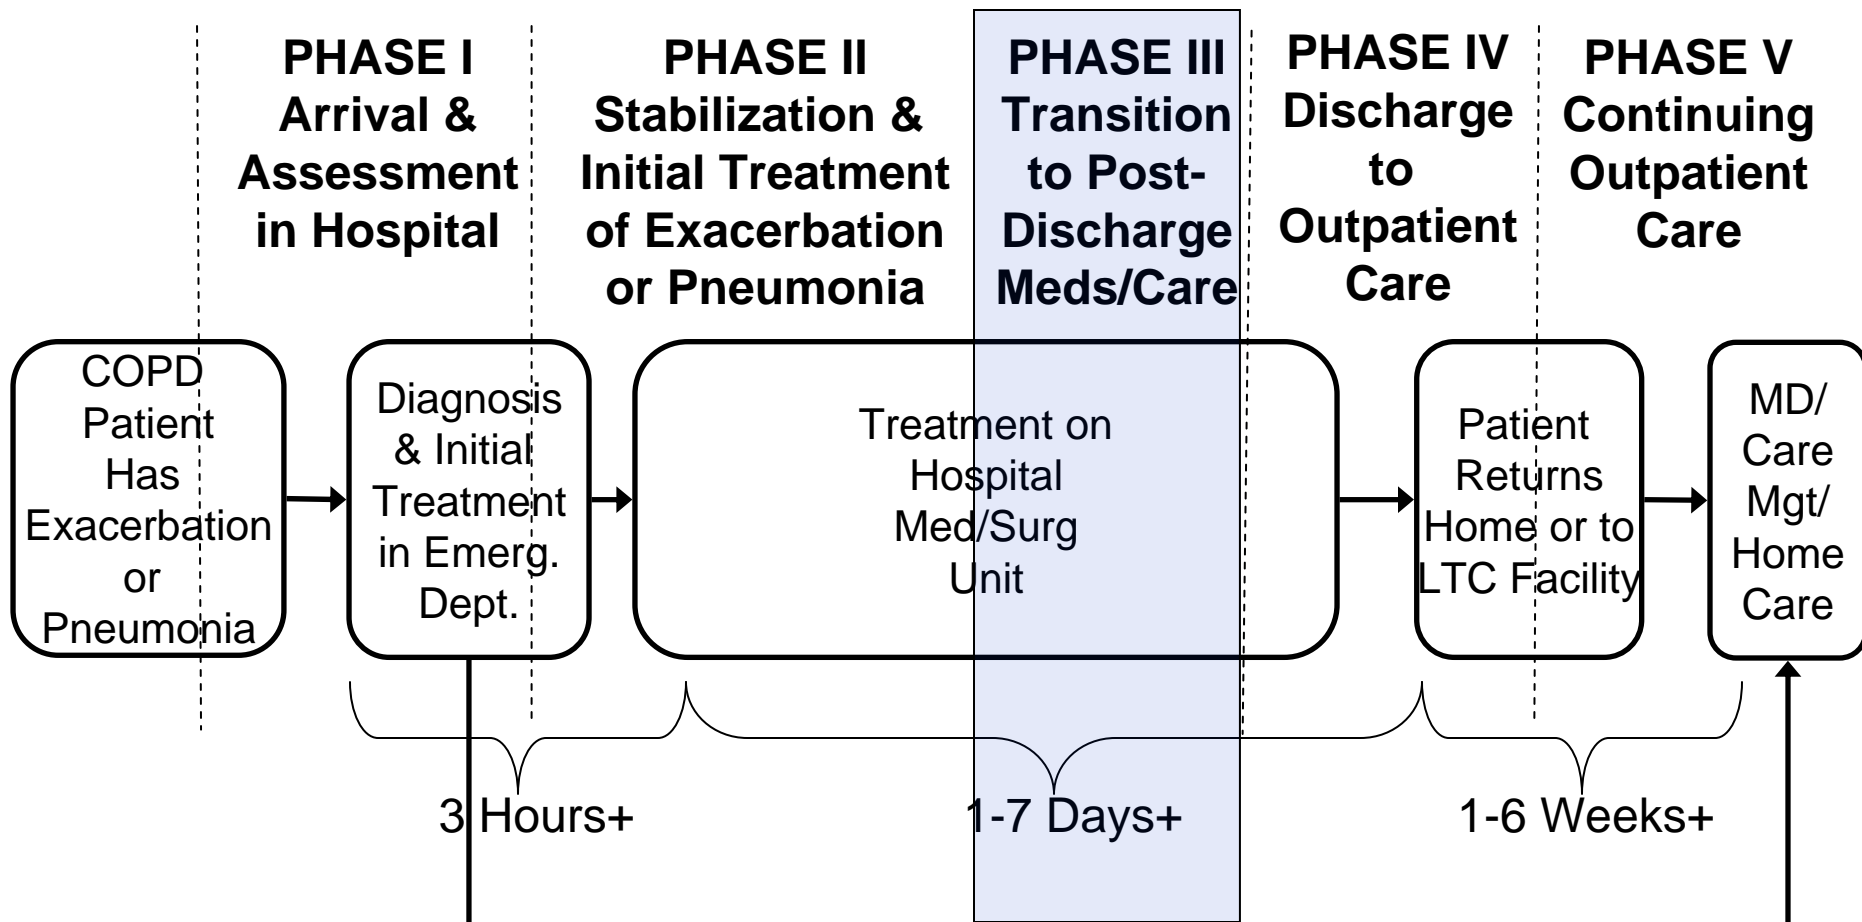 PHASE I
Arrival &
Assessment
in Hospital
PHASE II
Stabilization &
Initial Treatment
of Exacerbation
or Pneumonia
PHASE III
Transition
to Post-
Discharge
Meds/Care
PHASE IV
Discharge
to
Outpatient
Care
PHASE V
Continuing
Outpatient
Care
COPD
Patient
Has
Exacerbation
or
Pneumonia
Diagnosis
& Initial
Treatment
in Emerg.
Dept.
Treatment on
Hospital
Med/Surg
Unit
Patient
Returns
Home or to
LTC Facility
MD/
Care
Mgt/
Home
Care
3 Hours+
1-7 Days+
1-6 Weeks+